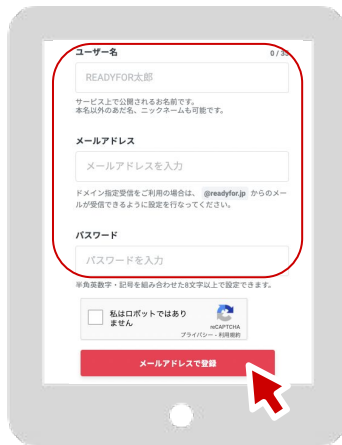 ユーザー名 0 / 33
READYFOR太郎
サービス上で公開されるお名前です。
本名以外のあだ名、ニックネームも可能です。
メールアドレス
メールアドレスを入力
ドメイン指定受信をご利用の場合は、 @readyfor.jp からのメー
ルが受信できるように設定を行なってください。
パスワード
パスワードを入力
半角英数字・記号を組み合わせた8文字以上で設定できます。
私はロボットではあり
ません
reCAPTCHA
プライバシー - 利用規約
メールアドレスで登録